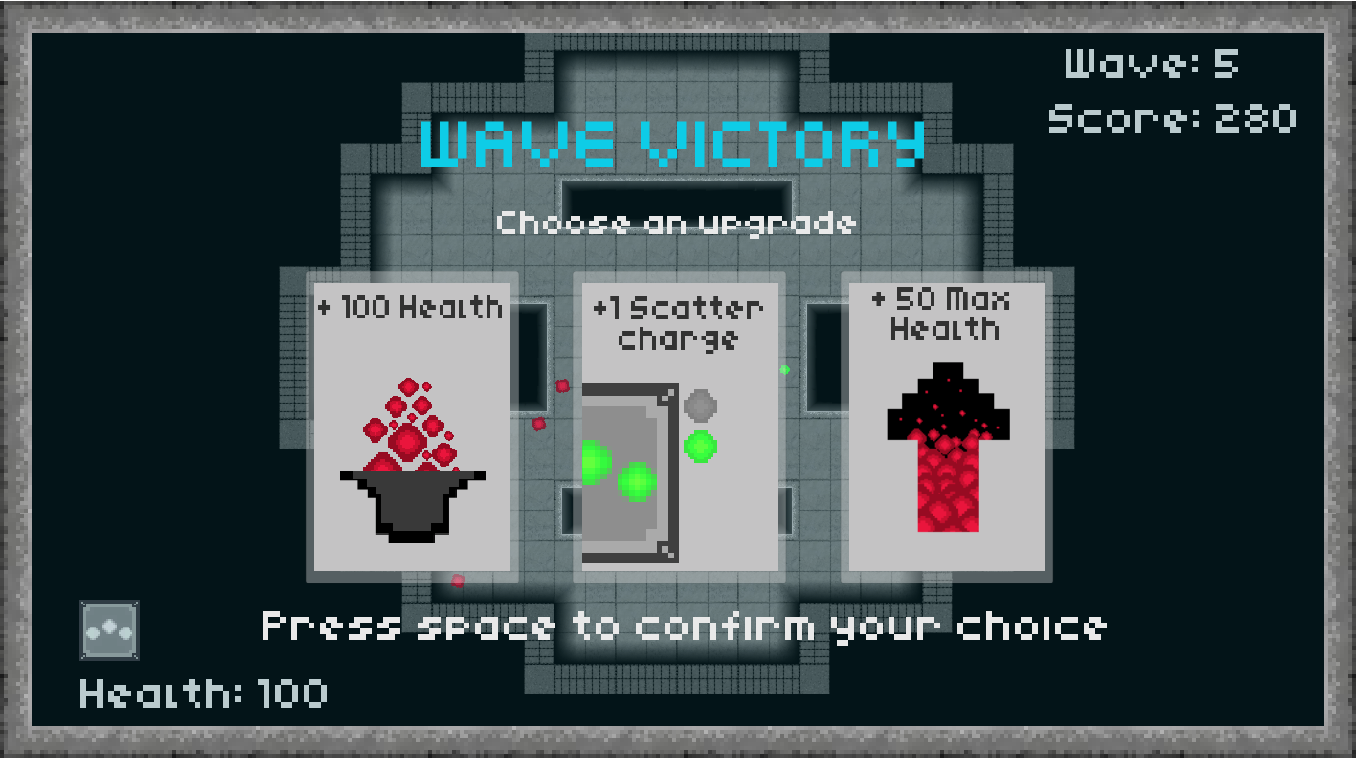 Wave: 5
Score: 280
WAVE VICTORY
Choose an upgrade
+ 100 Health
+1 Scatter
charge
+ 50 Max
Health
Press space to confirm your choice
Health: 100